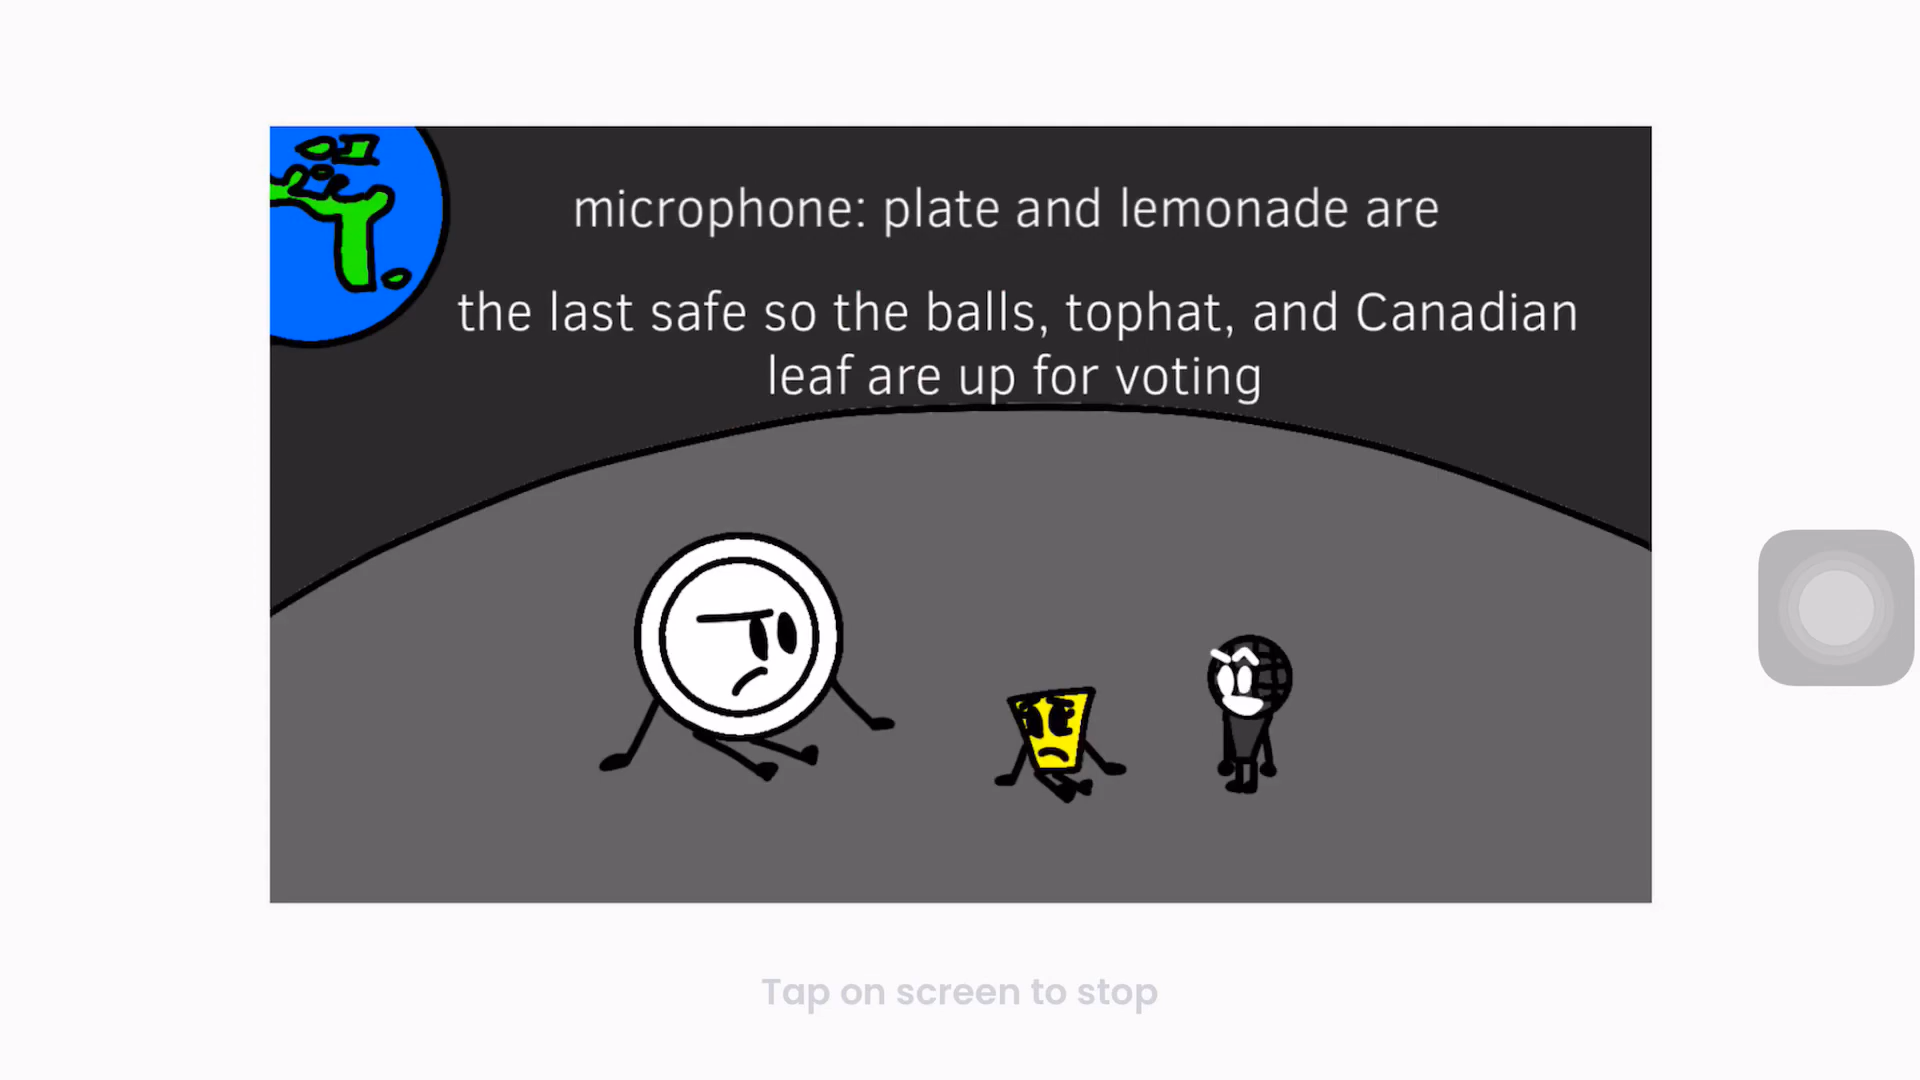 microphone: plate and lemonade are
the last safe so the balls, tophat, and Canadian
leaf are up for voting
Tap on screen to stop